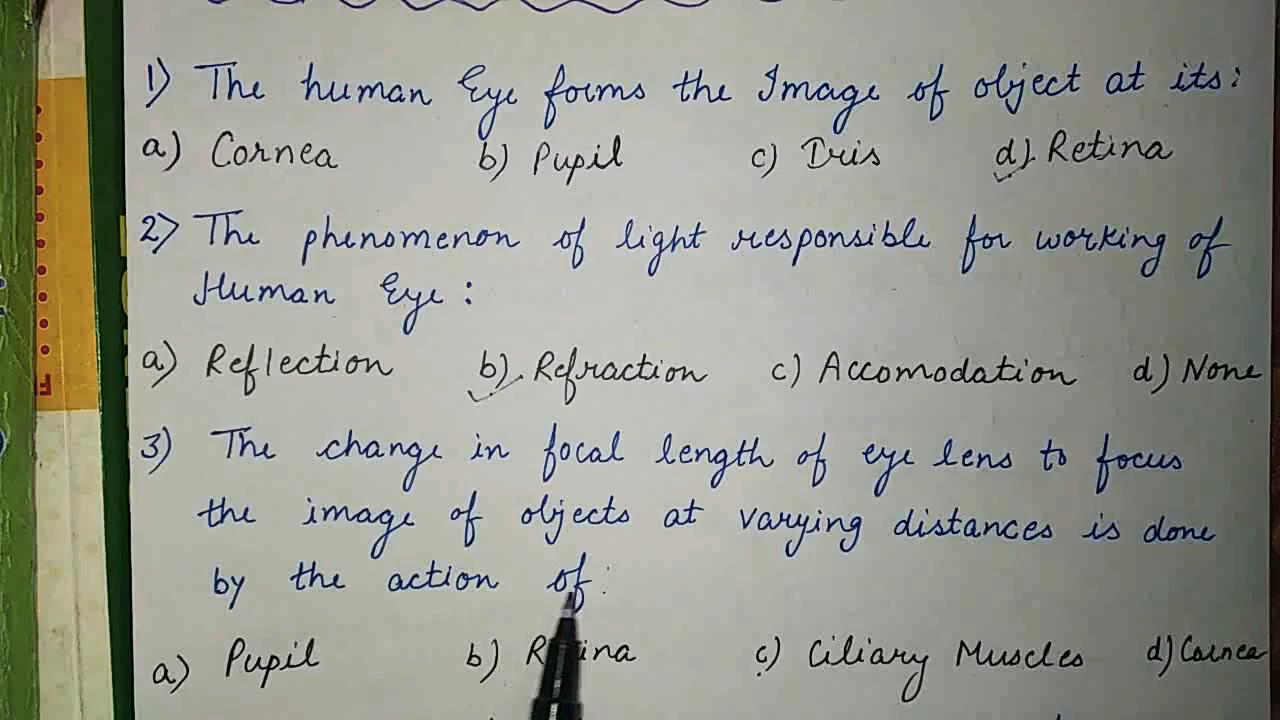 1) The human Eye forms the Image of object at its:
a) Cornea b) Pupil c) Iris d) Retina
2) The phenomenon of light responsible for working of
Human Eye :
a) Reflection b) Refraction c) Accomodation d) None
3) The change in focal length of eye lens to focus
the image of objects at varying distances is done
by the action of:
a) Pupil b) Retina c) Ciliary Muscles d) Cornea